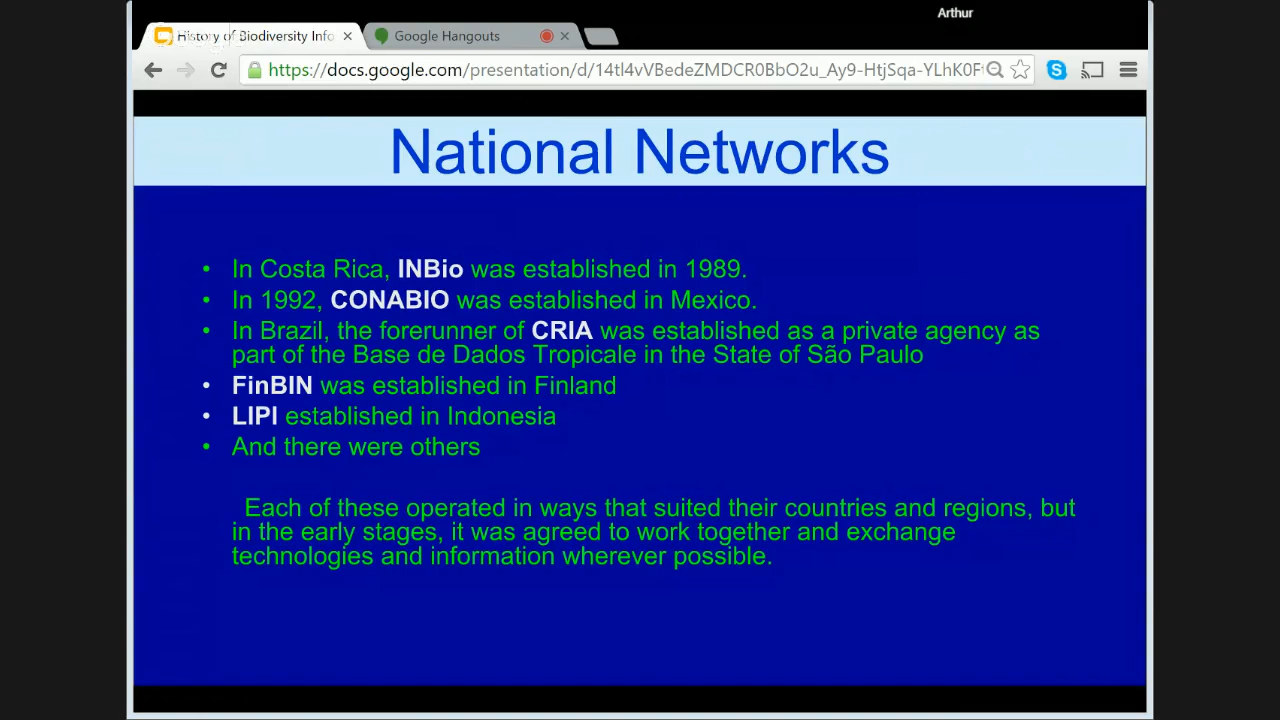 Arthur
History of Biodiversity Info
Google Hangouts
https://docs.google.com/presentation/d/14tl4vVBedeZMDCR0BbO2u_Ay9-HtjSqa-YLhK0F
National Networks
• In Costa Rica, INBio was established in 1989.
• In 1992, CONABIO was established in Mexico.
• In Brazil, the forerunner of CRIA was established as a private agency as
part of the Base de Dados Tropicale in the State of São Paulo
• FinBIN was established in Finland
• LIPI established in Indonesia
• And there were others
Each of these operated in ways that suited their countries and regions, but
in the early stages, it was agreed to work together and exchange
technologies and information wherever possible.